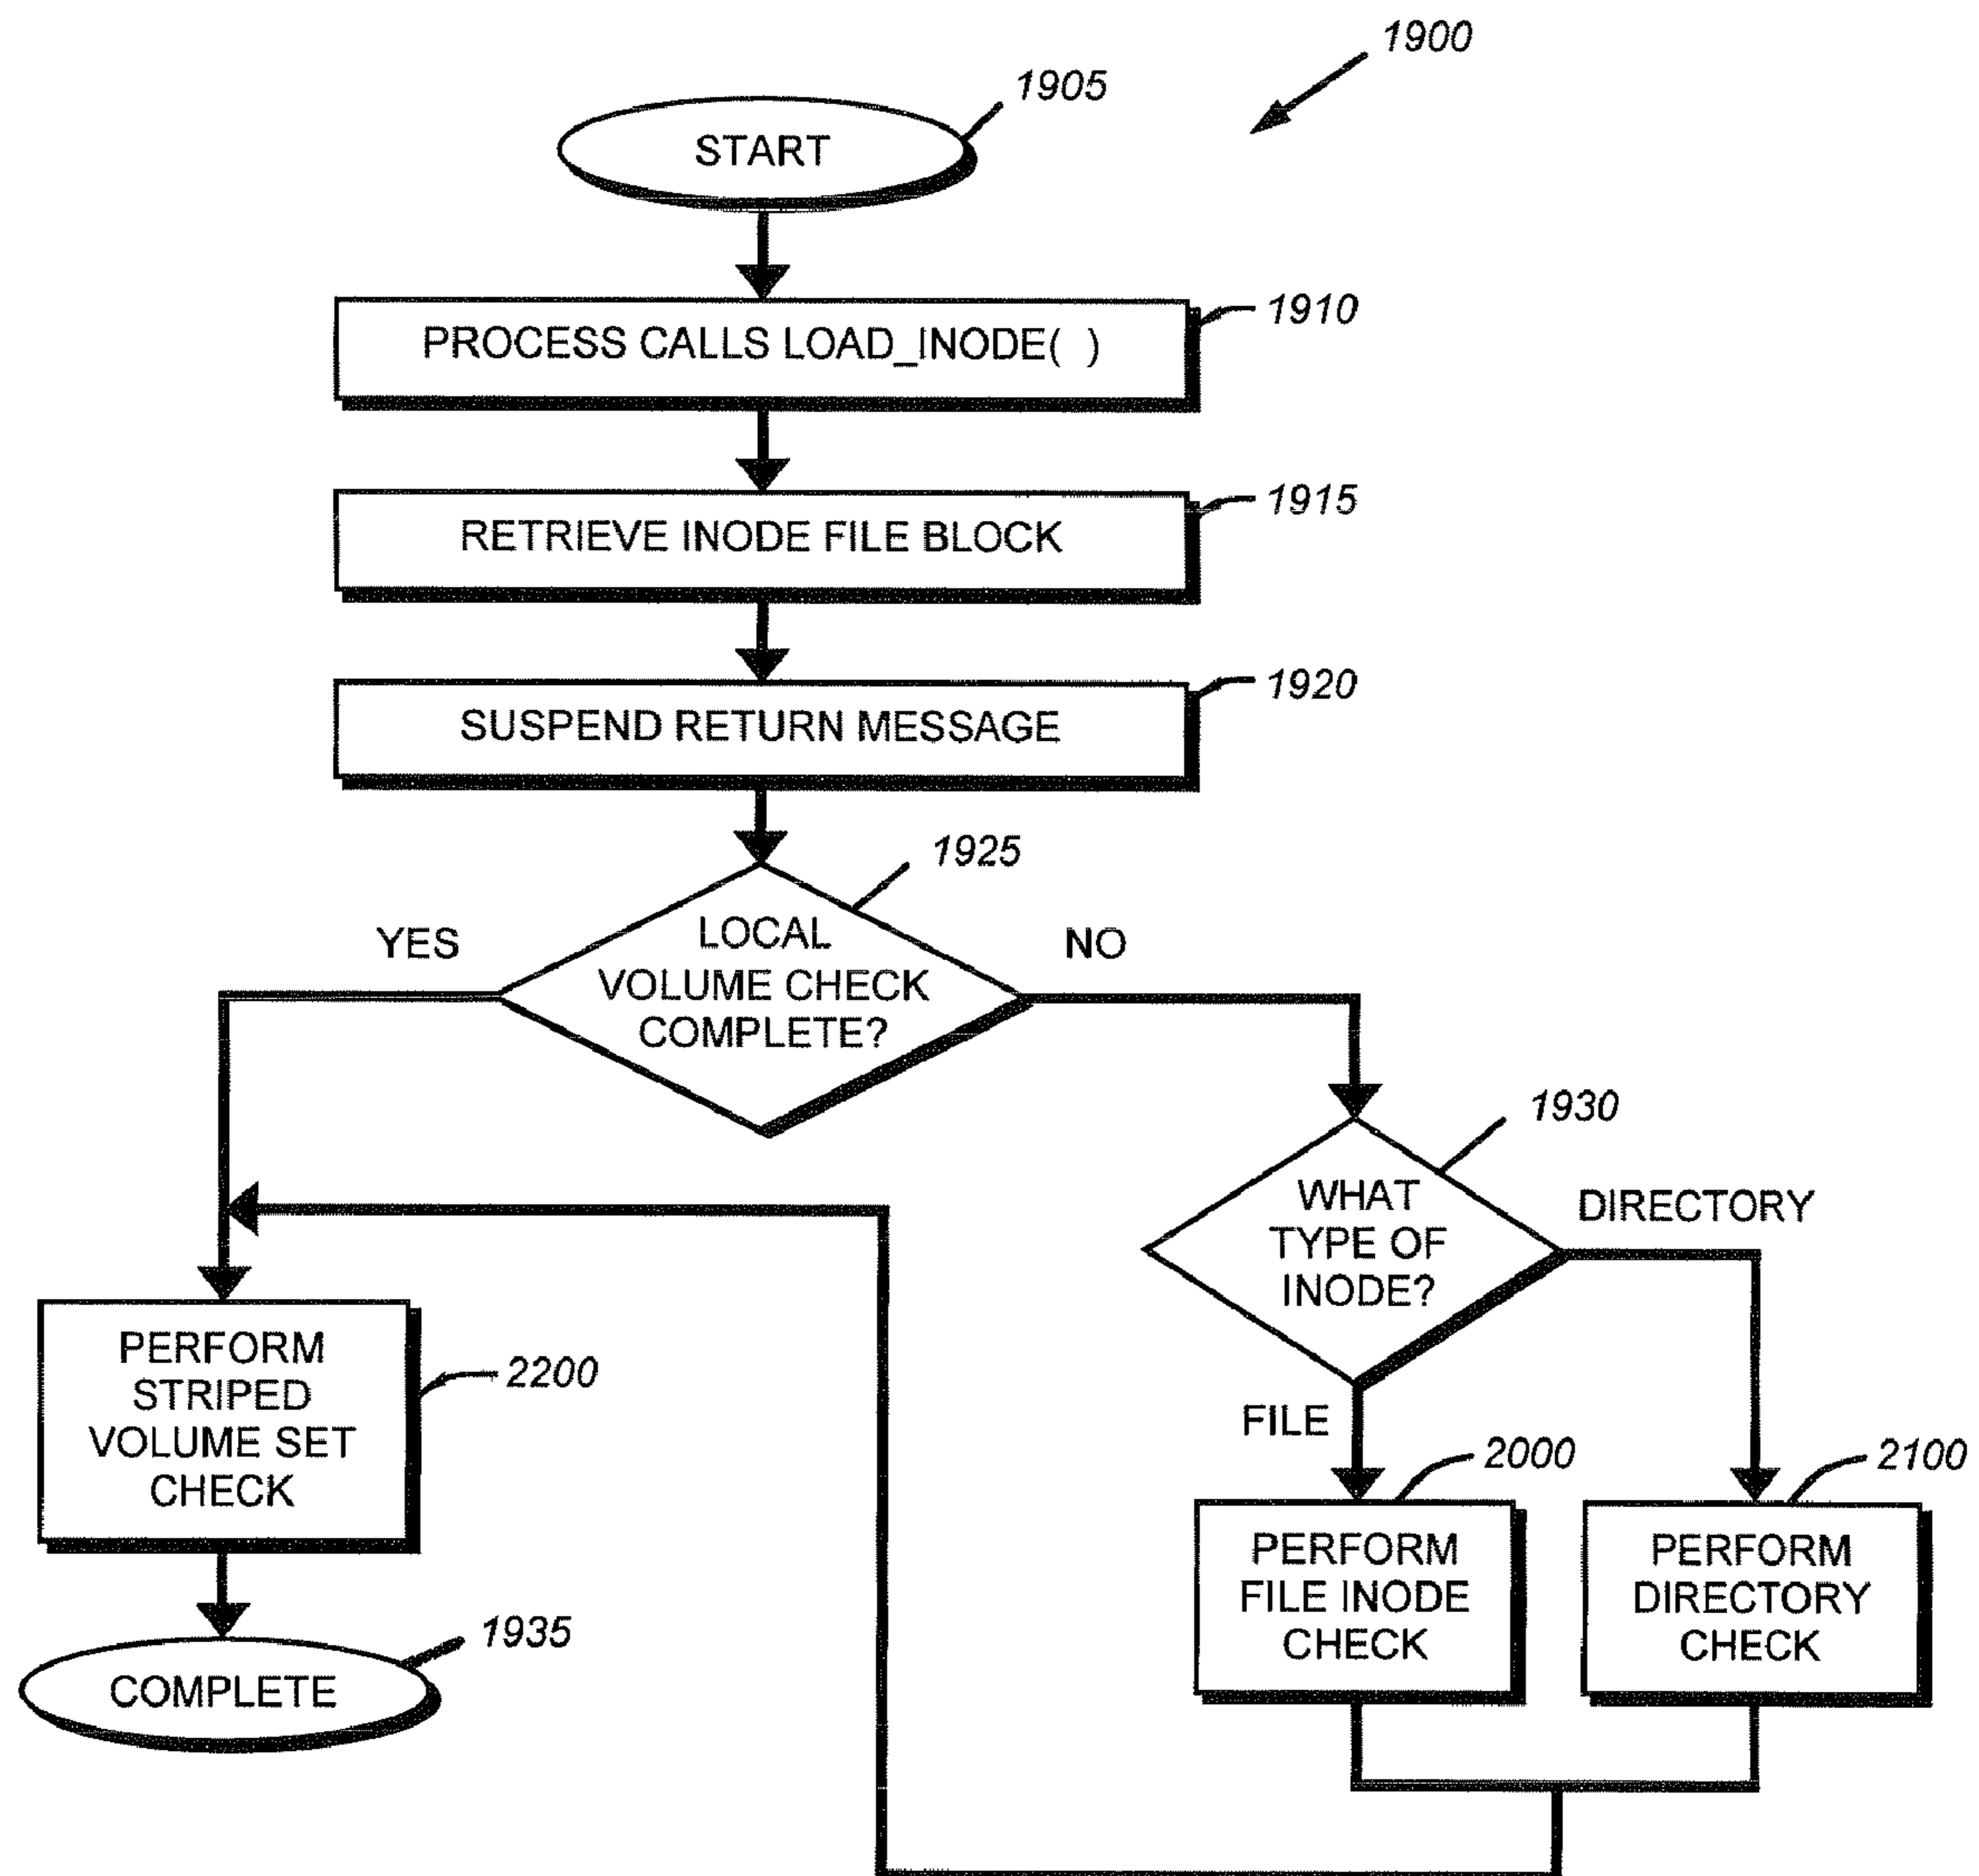 1900
1905
START
1910
PROCESS CALLS LOAD_INODE( )
1915
RETRIEVE INODE FILE BLOCK
1920
SUSPEND RETURN MESSAGE
1925
LOCAL
VOLUME CHECK
COMPLETE?
YES
NO
1930
WHAT
TYPE OF
INODE?
DIRECTORY
FILE
2200
PERFORM
STRIPED
VOLUME SET
CHECK
2000
PERFORM
FILE INODE
CHECK
2100
PERFORM
DIRECTORY
CHECK
1935
COMPLETE